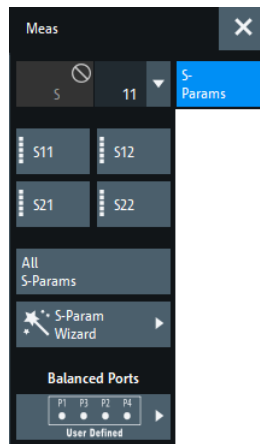 Meas
S 11
S-
Params
S11 S12
S21 S22
All
S-Params
S-Param
Wizard
Balanced Ports
P1 P3 P2 P4
User Defined